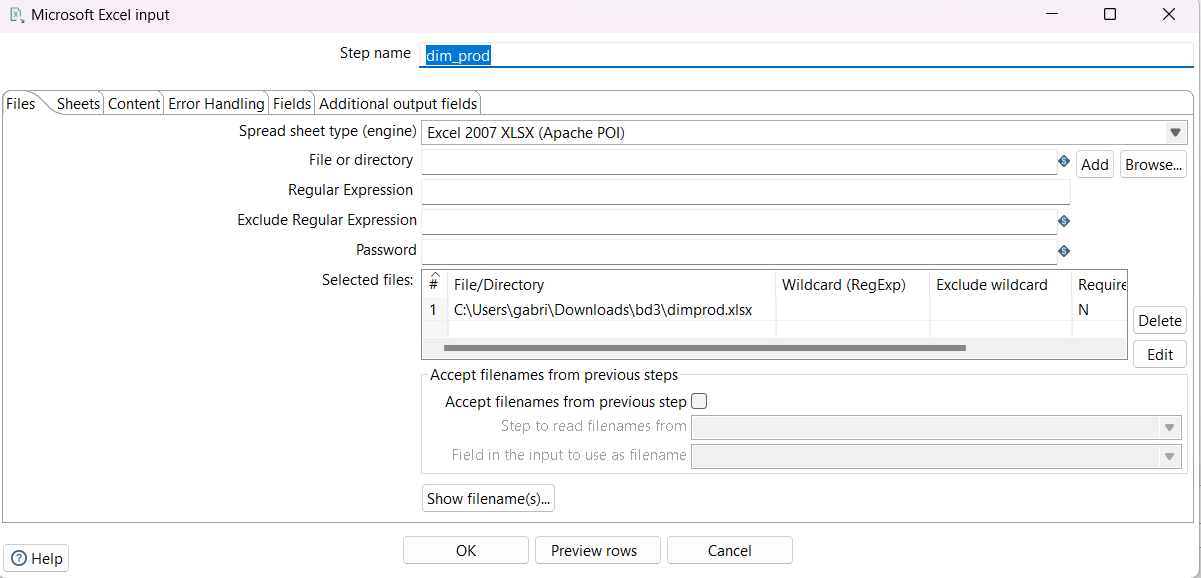 Microsoft Excel input
Step name dim_prod
Files Sheets Content Error Handling Fields Additional output fields
Spread sheet type (engine) Excel 2007 XLSX (Apache POI)
File or directory Add Browse...
Regular Expression
Exclude Regular Expression
Password
Selected files: # File/Directory Wildcard (RegExp) Exclude wildcard Require
1 C:\Users\gabri\Downloads\bd3\dimprod.xlsx N
Delete
Edit
Accept filenames from previous steps
Accept filenames from previous step
Step to read filenames from
Field in the input to use as filename
Show filename(s)...
OK Preview rows Cancel
Help